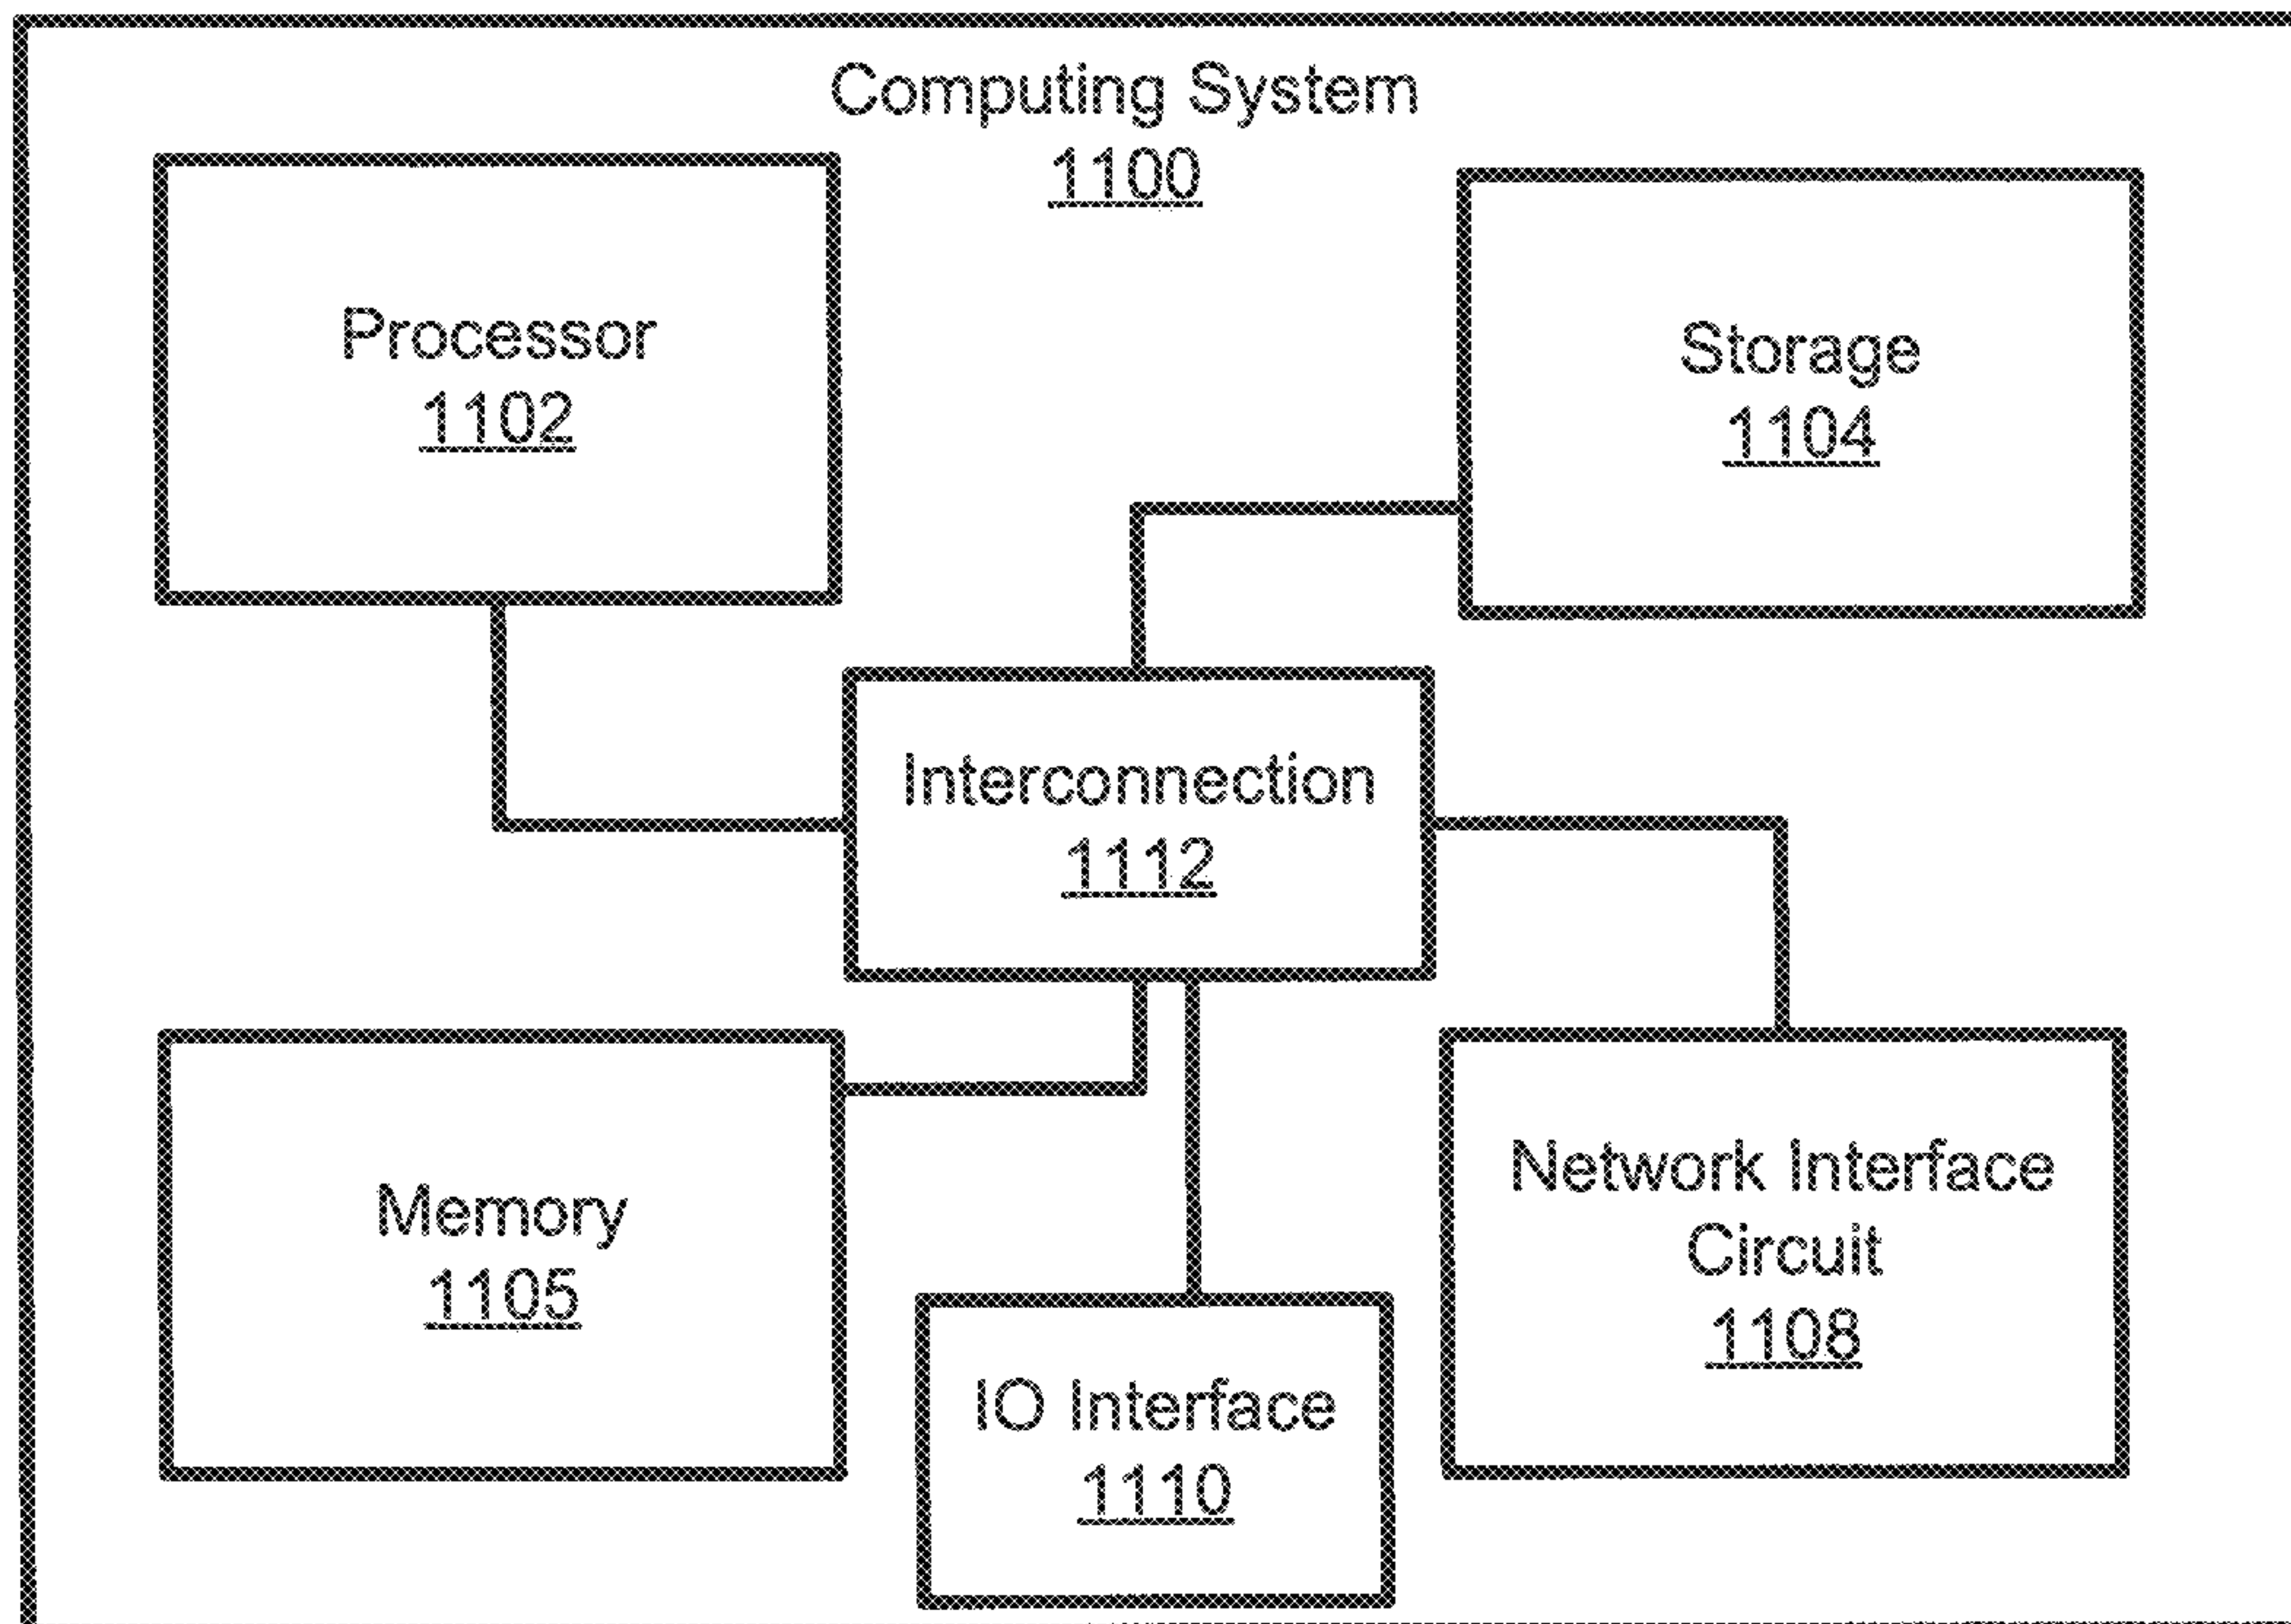 Computing System
1100
Processor
1102
Storage
1104
Interconnection
1112
Memory
1105
IO Interface
1110
Network Interface
Circuit
1108